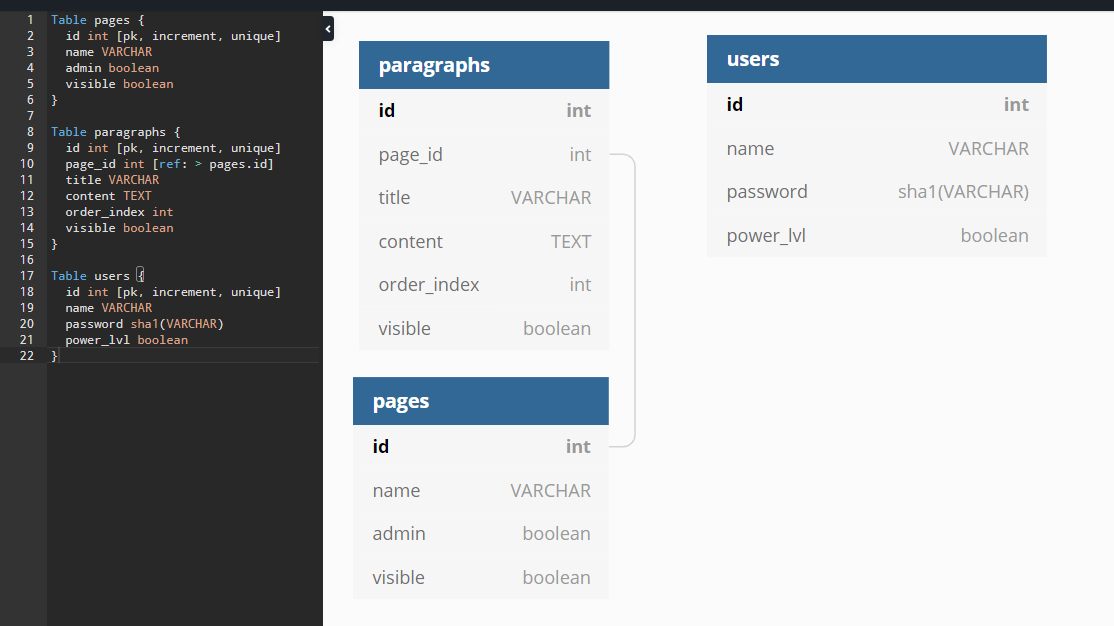 1 Table pages {
2 id int [pk, increment, unique]
3 name VARCHAR
4 admin boolean
5 visible boolean
6 }
7
8 Table paragraphs {
9 id int [pk, increment, unique]
10 page_id int [ref: > pages.id]
11 title VARCHAR
12 content TEXT
13 order_index int
14 visible boolean
15 }
16
17 Table users {
18 id int [pk, increment, unique]
19 name VARCHAR
20 password sha1(VARCHAR)
21 power_lvl boolean
22 }
paragraphs
id int
page_id int
title VARCHAR
content TEXT
order_index int
visible boolean
pages
id int
name VARCHAR
admin boolean
visible boolean
users
id int
name VARCHAR
password sha1(VARCHAR)
power_lvl boolean